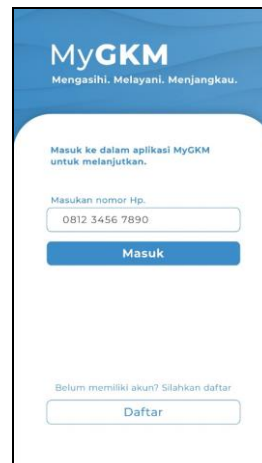 MyGKM
Mengasihi. Melayani. Menjangkau.
Masuk ke dalam aplikasi MyGKM
untuk melanjutkan.
Masukan nomor Hp.
0812 3456 7890
Masuk
Belum memiliki akun? Silahkan daftar
Daftar